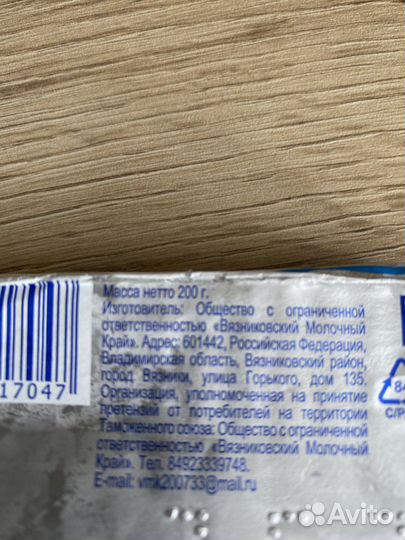 Масса нетто 200 г.
Изготовитель: Общество с ограниченной
ответственностью «Вязниковский Молочный
Край». Адрес: 601442, Российская Федерация,
Владимирская область, Вязниковский район,
город Вязники, улица Горького, дом 135.
Организация, уполномоченная на принятие
претензий от потребителей на территории
Таможенного союза: Общество с ограниченной
ответственностью «Вязниковский Молочный
Край». Тел. 84923339748.
E-mail: vmk200733@mail.ru
17047
84
C/P
Avito